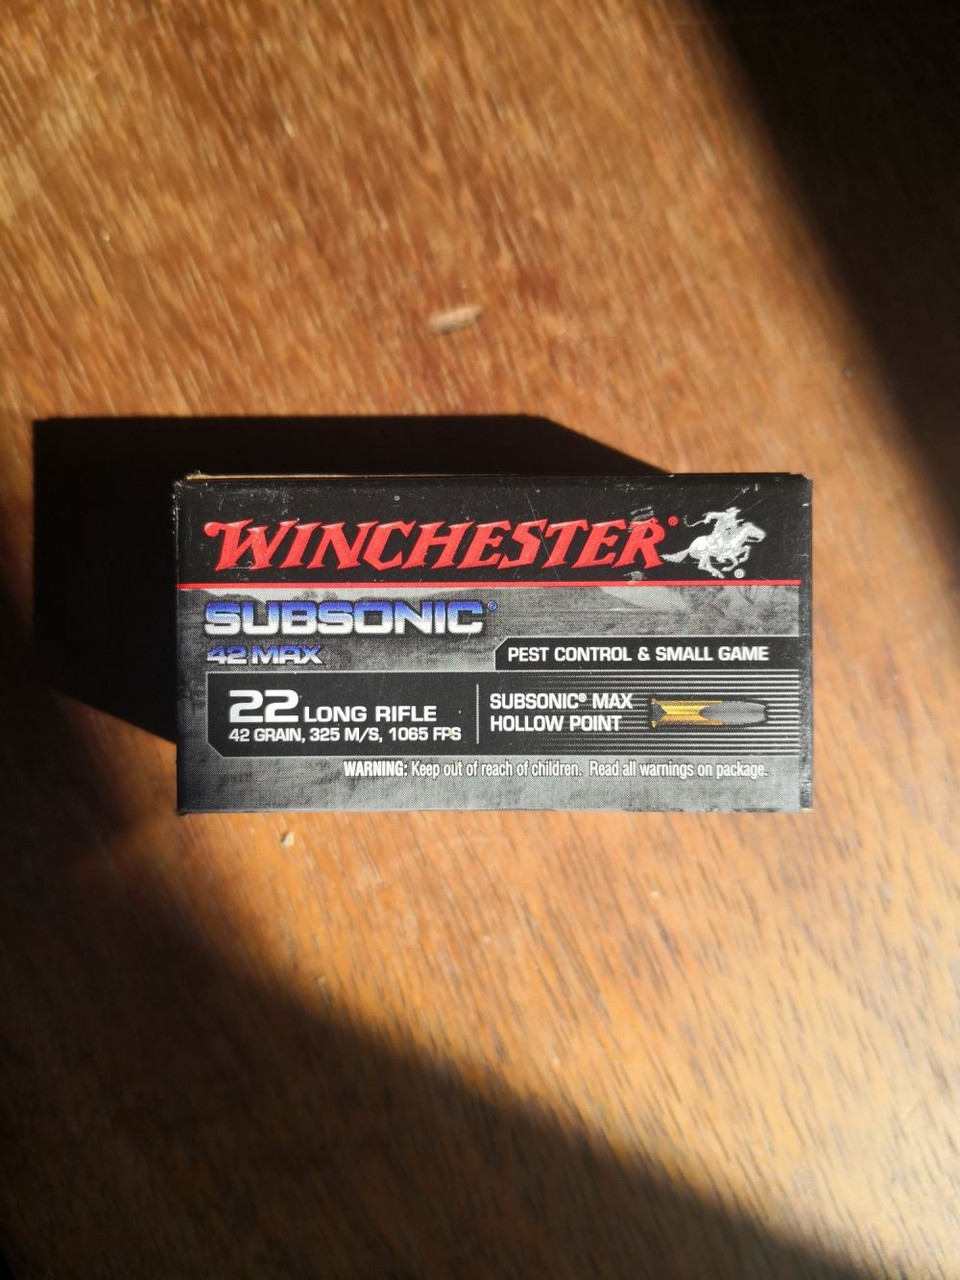 WINCHESTER®
SUBSONIC®
42 MAX
PEST CONTROL & SMALL GAME
22 LONG RIFLE
42 GRAIN, 325 M/S, 1065 FPS
SUBSONIC® MAX
HOLLOW POINT
WARNING: Keep out of reach of children. Read all warnings on package.